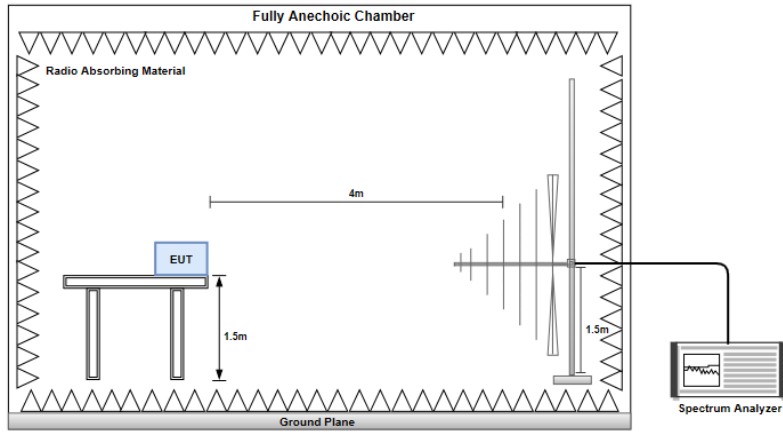 Fully Anechoic Chamber
Radio Absorbing Material
4m
EUT
1.5m
1.5m
Spectrum Analyzer
Ground Plane